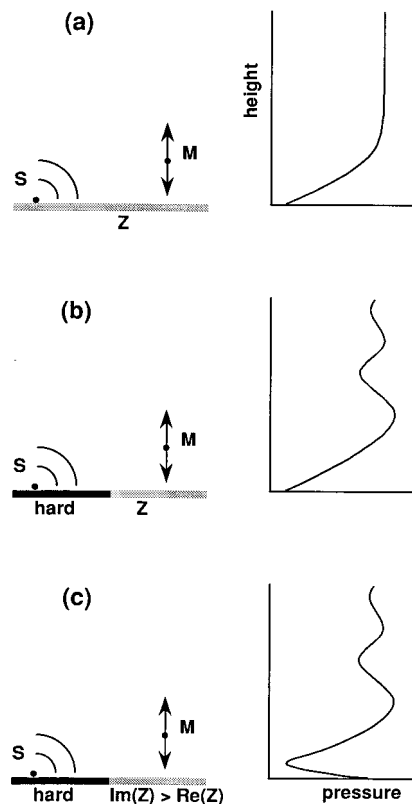 (a)
height
S
M
Z
(b)
S
M
hard
Z
(c)
S
M
hard
Im(Z) > Re(Z)
pressure